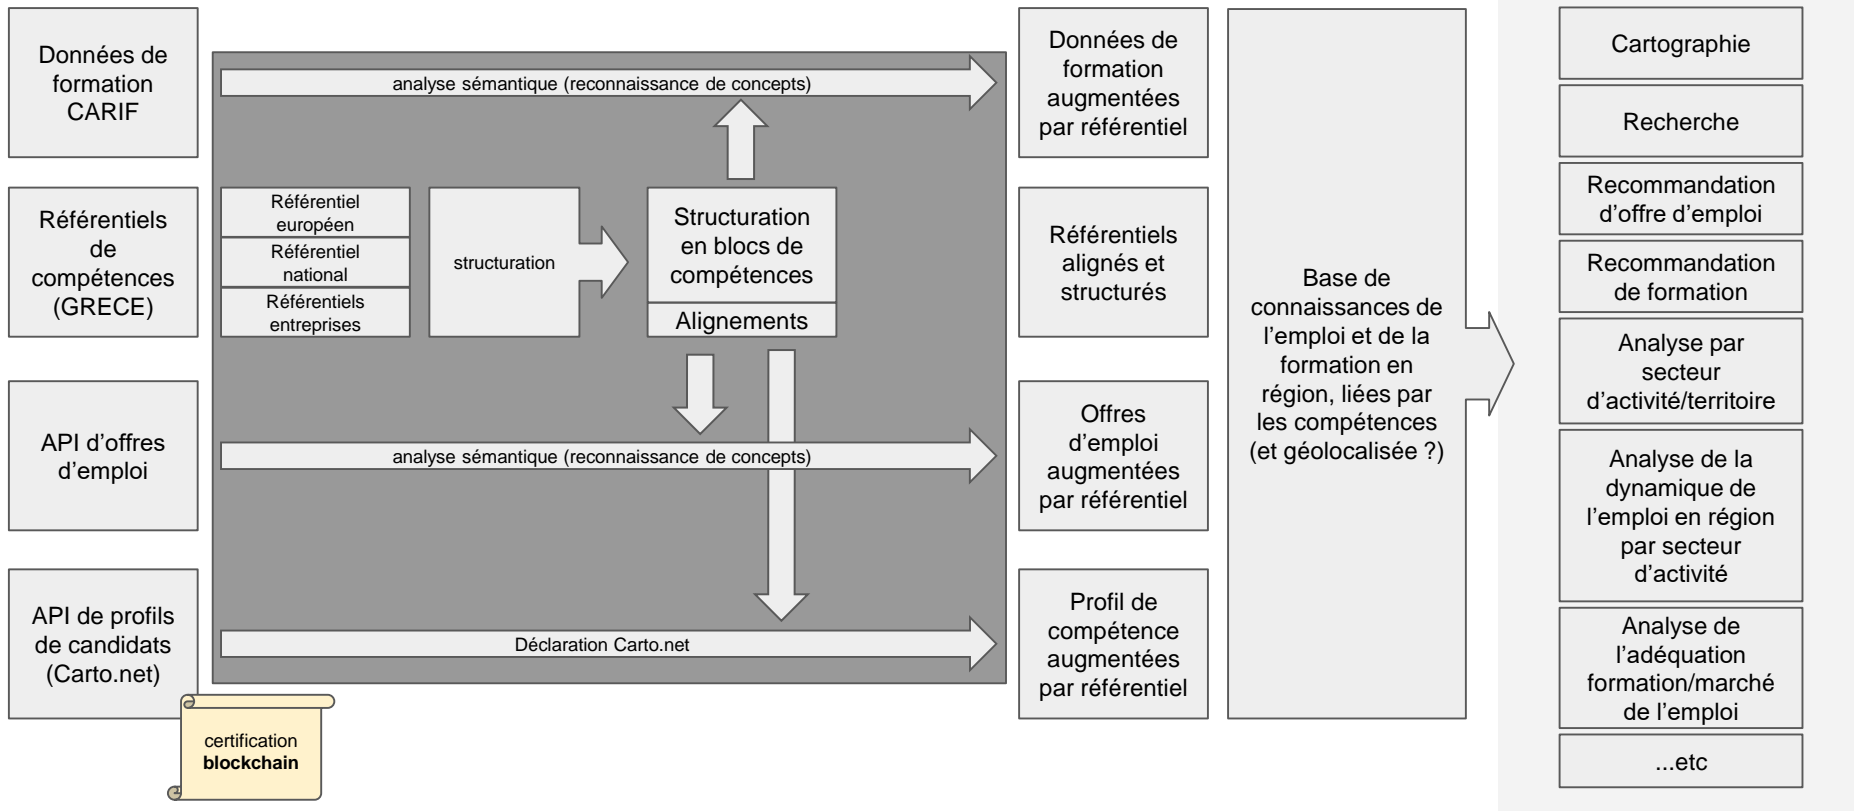 Données de
formation
CARIF
Référentiels
de
compétences
(GRECE)
API d’offres
d’emploi
API de profils
de candidats
(Carto.net)
certification
blockchain
analyse sémantique (reconnaissance de concepts)
Référentiel
européen
Référentiel
national
Référentiels
entreprises
structuration
Structuration
en blocs de
compétences
Alignements
analyse sémantique (reconnaissance de concepts)
Déclaration Carto.net
Données de
formation
augmentées
par référentiel
Référentiels
alignés et
structurés
Offres
d’emploi
augmentées
par référentiel
Profil de
compétence
augmentées
par référentiel
Base de
connaissances de
l’emploi et de la
formation en
région, liées par
les compétences
(et géolocalisée ?)
Cartographie
Recherche
Recommandation
d’offre d’emploi
Recommandation
de formation
Analyse par
secteur
d’activité/territoire
Analyse de la
dynamique de
l’emploi en région
par secteur
d’activité
Analyse de
l’adéquation
formation/marché
de l’emploi
...etc